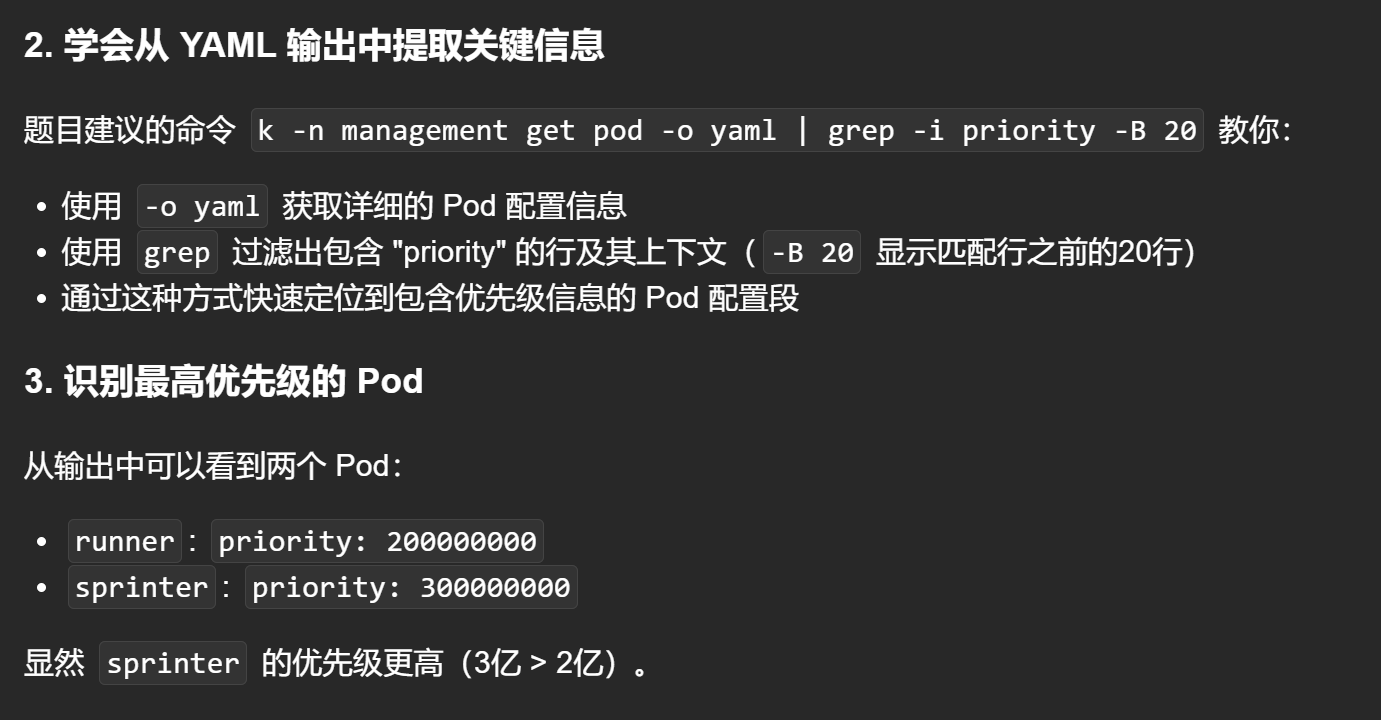 2. 学会从 YAML 输出中提取关键信息
题目建议的命令 k -n management get pod -o yaml | grep -i priority -B 20 教你：
• 使用 -o yaml 获取详细的 Pod 配置信息
• 使用 grep 过滤出包含 "priority" 的行及其上下文（ -B 20 显示匹配行之前的20行）
• 通过这种方式快速定位到包含优先级信息的 Pod 配置段
3. 识别最高优先级的 Pod
从输出中可以看到两个 Pod：
• runner： priority: 200000000
• sprinter： priority: 300000000
显然 sprinter 的优先级更高（3亿 > 2亿）。